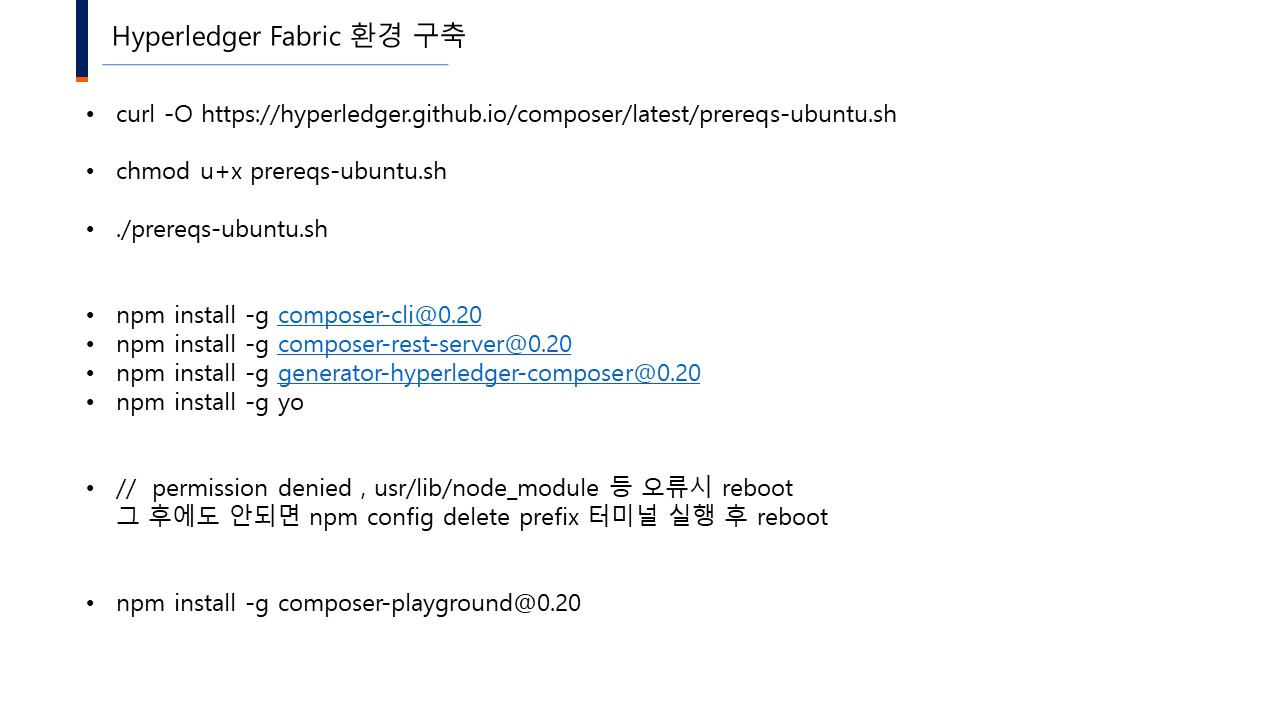 Hyperledger Fabric 환경 구축
• curl -O https://hyperledger.github.io/composer/latest/prereqs-ubuntu.sh
• chmod u+x prereqs-ubuntu.sh
• ./prereqs-ubuntu.sh
• npm install -g composer-cli@0.20
• npm install -g composer-rest-server@0.20
• npm install -g generator-hyperledger-composer@0.20
• npm install -g yo
• // permission denied , usr/lib/node_module 등 오류시 reboot
그 후에도 안되면 npm config delete prefix 터미널 실행 후 reboot
• npm install -g composer-playground@0.20